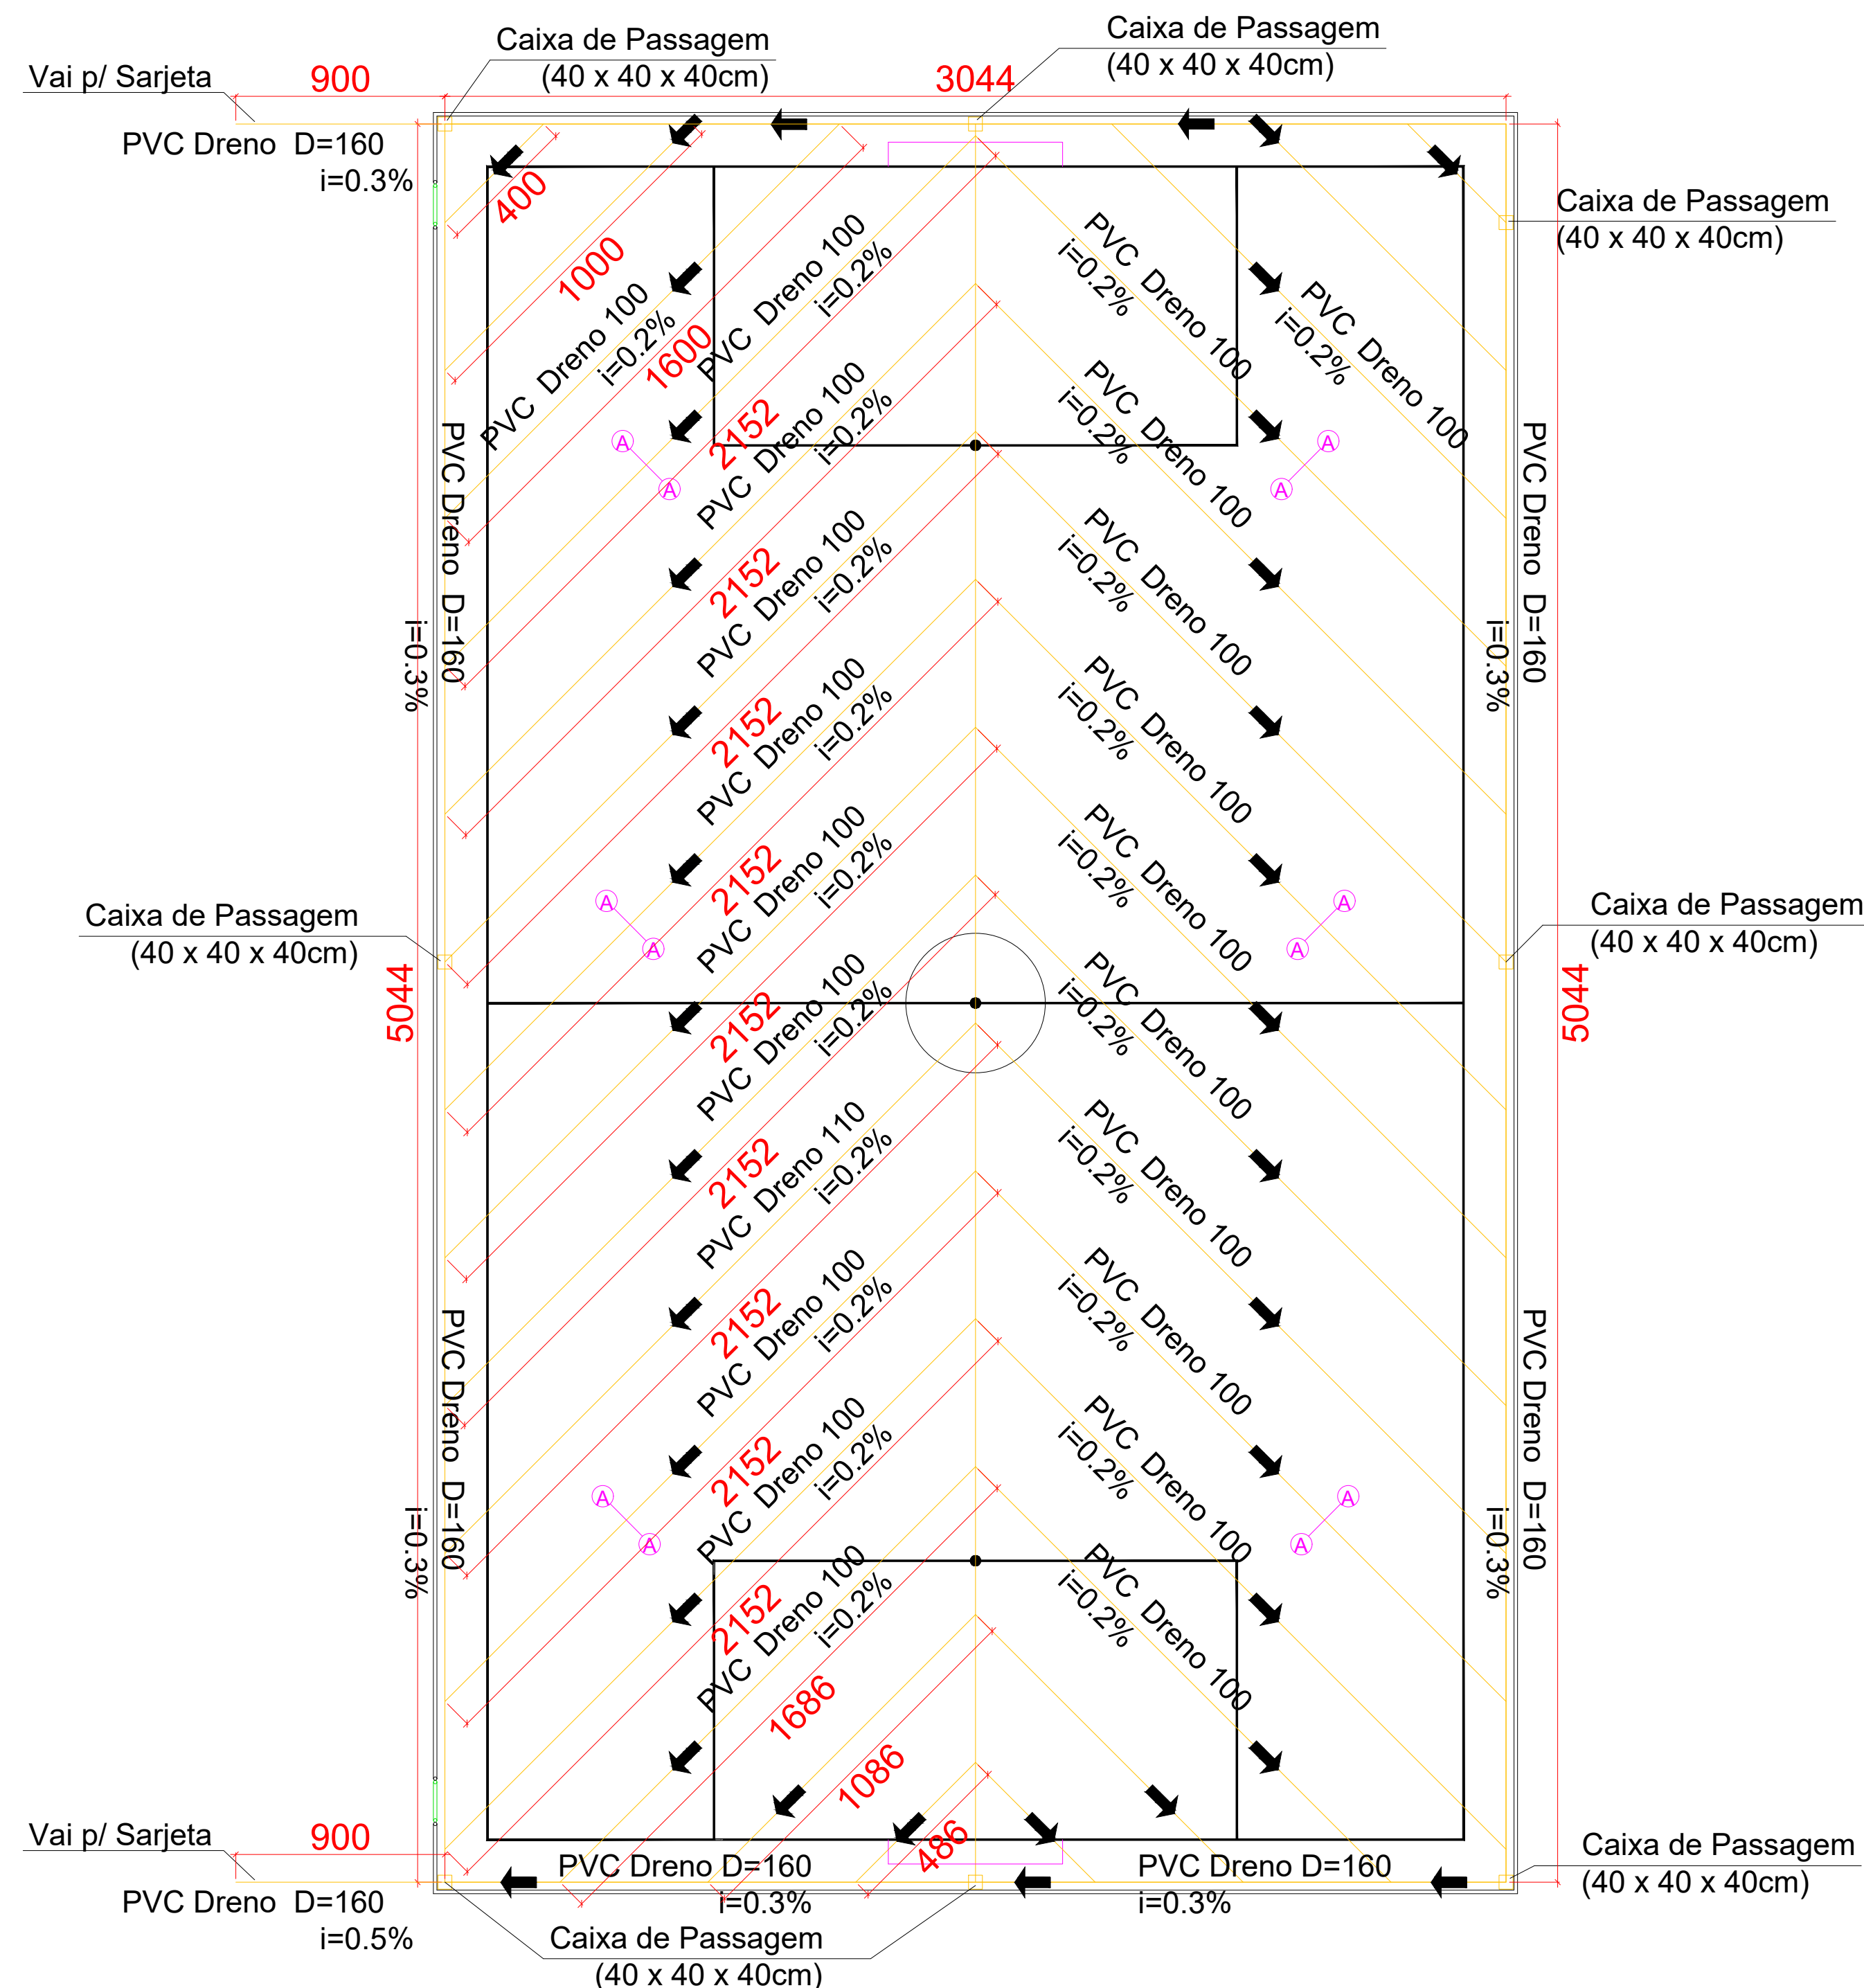 Caixa de Passagem
(40 x 40 x 40cm)
Caixa de Passagem
(40 x 40 x 40cm)
Vai p/ Sarjeta
900
3044
PVC Dreno D=160
i=0.3%
Caixa de Passagem
(40 x 40 x 40cm)
400
1000
1600
PVC Dreno 100
i=0.2%
PVC Dreno 100
i=0.2%
PVC Dreno 100
i=0.2%
PVC Dreno 100
i=0.2%
2152
PVC Dreno 100
i=0.2%
PVC Dreno 100
i=0.2%
A
A
A
A
PVC Dreno D=160
i=0.3%
PVC Dreno D=160
i=0.3%
2152
PVC Dreno 100
i=0.2%
PVC Dreno 100
i=0.2%
2152
PVC Dreno 100
i=0.2%
PVC Dreno 100
i=0.2%
2152
PVC Dreno 100
i=0.2%
PVC Dreno 100
i=0.2%
A
A
A
A
Caixa de Passagem
(40 x 40 x 40cm)
Caixa de Passagem
(40 x 40 x 40cm)
5044
5044
2152
PVC Dreno 100
i=0.2%
PVC Dreno 100
i=0.2%
2152
PVC Dreno 110
i=0.2%
PVC Dreno 100
i=0.2%
2152
PVC Dreno 100
i=0.2%
PVC Dreno 100
i=0.2%
PVC Dreno D=160
i=0.3%
PVC Dreno D=160
i=0.3%
2152
PVC Dreno 100
i=0.2%
PVC Dreno 100
i=0.2%
A
A
A
A
2152
PVC Dreno 100
i=0.2%
PVC Dreno 100
i=0.2%
1686
1086
486
Vai p/ Sarjeta
900
PVC Dreno D=160
i=0.5%
PVC Dreno D=160
i=0.3%
PVC Dreno D=160
i=0.3%
Caixa de Passagem
(40 x 40 x 40cm)
Caixa de Passagem
(40 x 40 x 40cm)